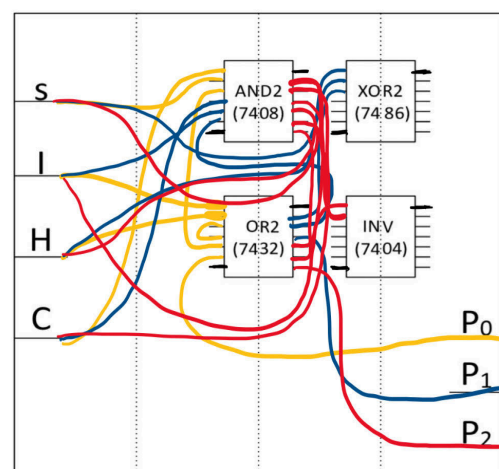 s
I
H
C
AND2
(7408)
XOR2
(7486)
OR2
(7432)
INV
(7404)
P0
P1
P2